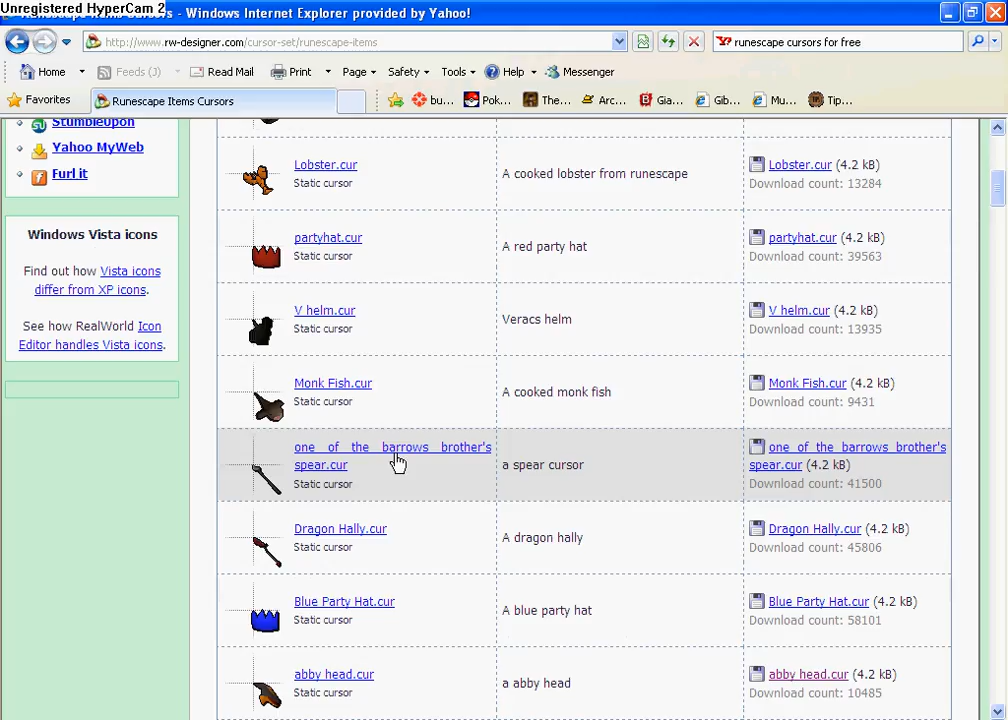 Unregistered HyperCam 2
Cursors - Windows Internet Explorer provided by Yahoo!
http://www.rw-designer.com/cursor-set/runescape-items
runescape cursors for free
Home Feeds (J) Read Mail Print Page Safety Tools Help Messenger
Favorites Runescape Items Cursors bu... Pok... The... Arc... Gia... Gib... Mu... Tip...
StumbleUpon
Yahoo MyWeb
Furl it
Windows Vista icons
Find out how Vista icons
differ from XP icons.
See how RealWorld Icon
Editor handles Vista icons.
Lobster.cur
Static cursor
A cooked lobster from runescape
Lobster.cur (4.2 kB)
Download count: 13284
partyhat.cur
Static cursor
A red party hat
partyhat.cur (4.2 kB)
Download count: 39563
V helm.cur
Static cursor
Veracs helm
V helm.cur (4.2 kB)
Download count: 13935
Monk Fish.cur
Static cursor
A cooked monk fish
Monk Fish.cur (4.2 kB)
Download count: 9431
one of the barrows brother's
spear.cur
Static cursor
a spear cursor
one of the barrows brother's
spear.cur (4.2 kB)
Download count: 41500
Dragon Hally.cur
Static cursor
A dragon hally
Dragon Hally.cur (4.2 kB)
Download count: 45806
Blue Party Hat.cur
Static cursor
A blue party hat
Blue Party Hat.cur (4.2 kB)
Download count: 58101
abby head.cur
Static cursor
a abby head
abby head.cur (4.2 kB)
Download count: 10485